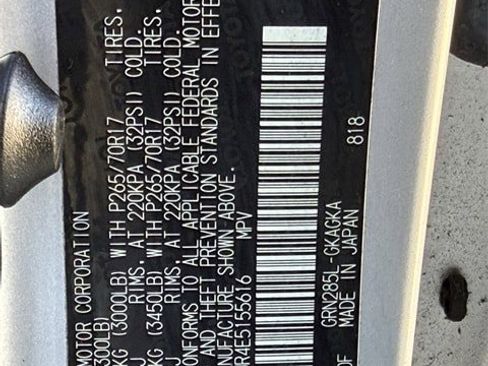 MOTOR CORPORATION
300LB)
KG (3000LB) WITH P265/70R17 TIRES,
J RIMS, AT 220KPA (32PSI) COLD.
KG (3450LB) WITH P265/70R17 TIRES,
J RIMS, AT 220KPA (32PSI) COLD.
CONFORMS TO ALL APPLICABLE FEDERAL MOTOR
AND THEFT PREVENTION STANDARDS IN EFFE
NUFACTURE SHOWN ABOVE.
R4E5155616 MPV
GRN285L-GKAGKA
MADE IN JAPAN 818